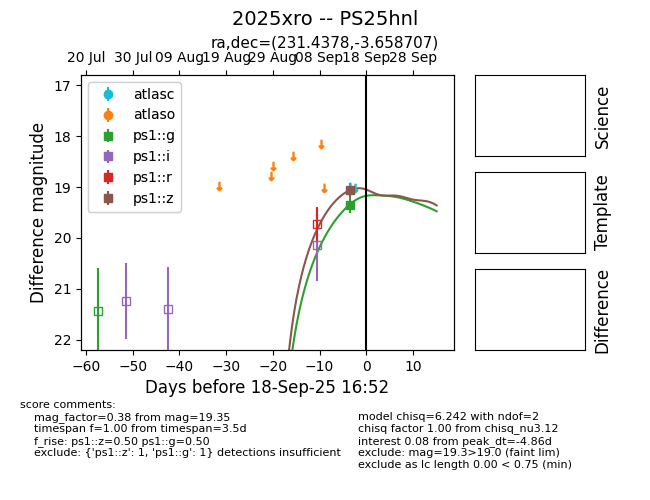 2025xro -- PS25hnl
ra,dec=(231.4378,-3.658707)
20 Jul 30 Jul 09 Aug 19 Aug 29 Aug 08 Sep 18 Sep 28 Sep
atlasc
atlaso
ps1::g
ps1::i
ps1::r
ps1::z
17
18
19
20
21
22
Difference magnitude
−60 −50 −40 −30 −20 −10 0 10
Days before 18-Sep-25 16:52
Science
Template
Difference
score comments:
mag_factor=0.38 from mag=19.35
timespan f=1.00 from timespan=3.5d
f_rise: ps1::z=0.50 ps1::g=0.50
exclude: {'ps1::z': 1, 'ps1::g': 1} detections insufficient
model chisq=6.242 with ndof=2
chisq factor 1.00 from chisq_nu3.12
interest 0.08 from peak_dt=-4.86d
exclude: mag=19.3>19.0 (faint lim)
exclude as lc length 0.00 < 0.75 (min)